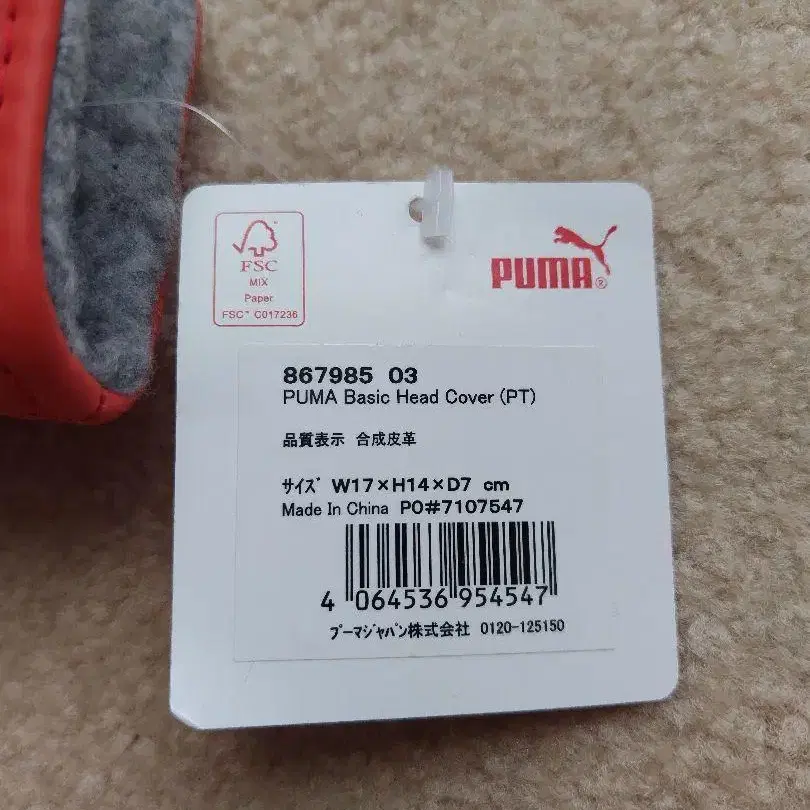 FSC
MIX
Paper
FSC™ C017236
PUMA®
867985 03
PUMA Basic Head Cover (PT)
品質表示 合成皮革
ｻｲｽﾞ W17×H14×D7 cm
Made In China PO#7107547
4 064536 954547
ﾌﾟｰﾏｼﾞｬﾊﾟﾝ株式会社 0120-125150